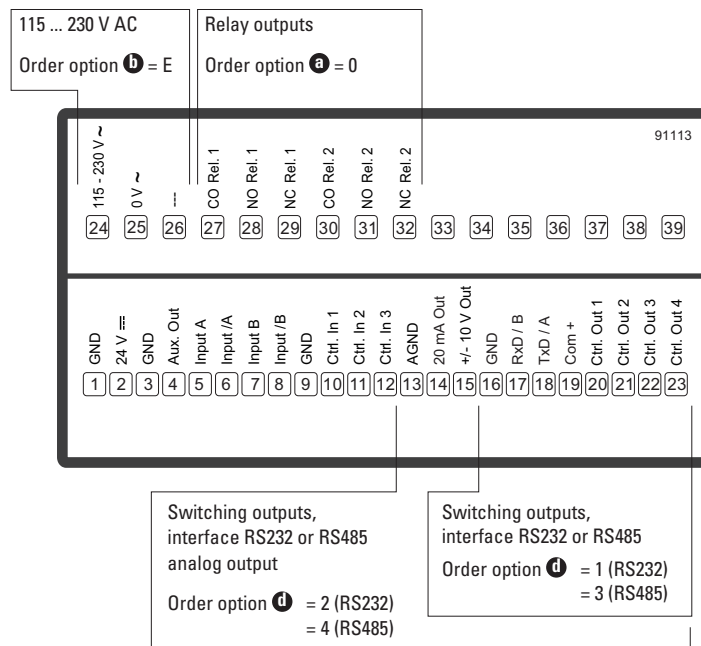 115 ... 230 V AC
Order option b = E
Relay outputs
Order option a = 0
91113
115 - 230 V ~
0 V ~
---
CO Rel. 1
NO Rel. 1
NC Rel. 1
CO Rel. 2
NO Rel. 2
NC Rel. 2
24 25 26 27 28 29 30 31 32 33 34 35 36 37 38 39
GND
24 V ⎓
GND
Aux. Out
Input A
Input /A
Input B
Input /B
GND
Ctrl. In 1
Ctrl. In 2
Ctrl. In 3
AGND
20 mA Out
+/- 10 V Out
GND
RxD / B
TxD / A
Com +
Ctrl. Out 1
Ctrl. Out 2
Ctrl. Out 3
Ctrl. Out 4
1 2 3 4 5 6 7 8 9 10 11 12 13 14 15 16 17 18 19 20 21 22 23
Switching outputs,
interface RS232 or RS485
analog output
Order option d = 2 (RS232)
= 4 (RS485)
Switching outputs,
interface RS232 or RS485
Order option d = 1 (RS232)
= 3 (RS485)